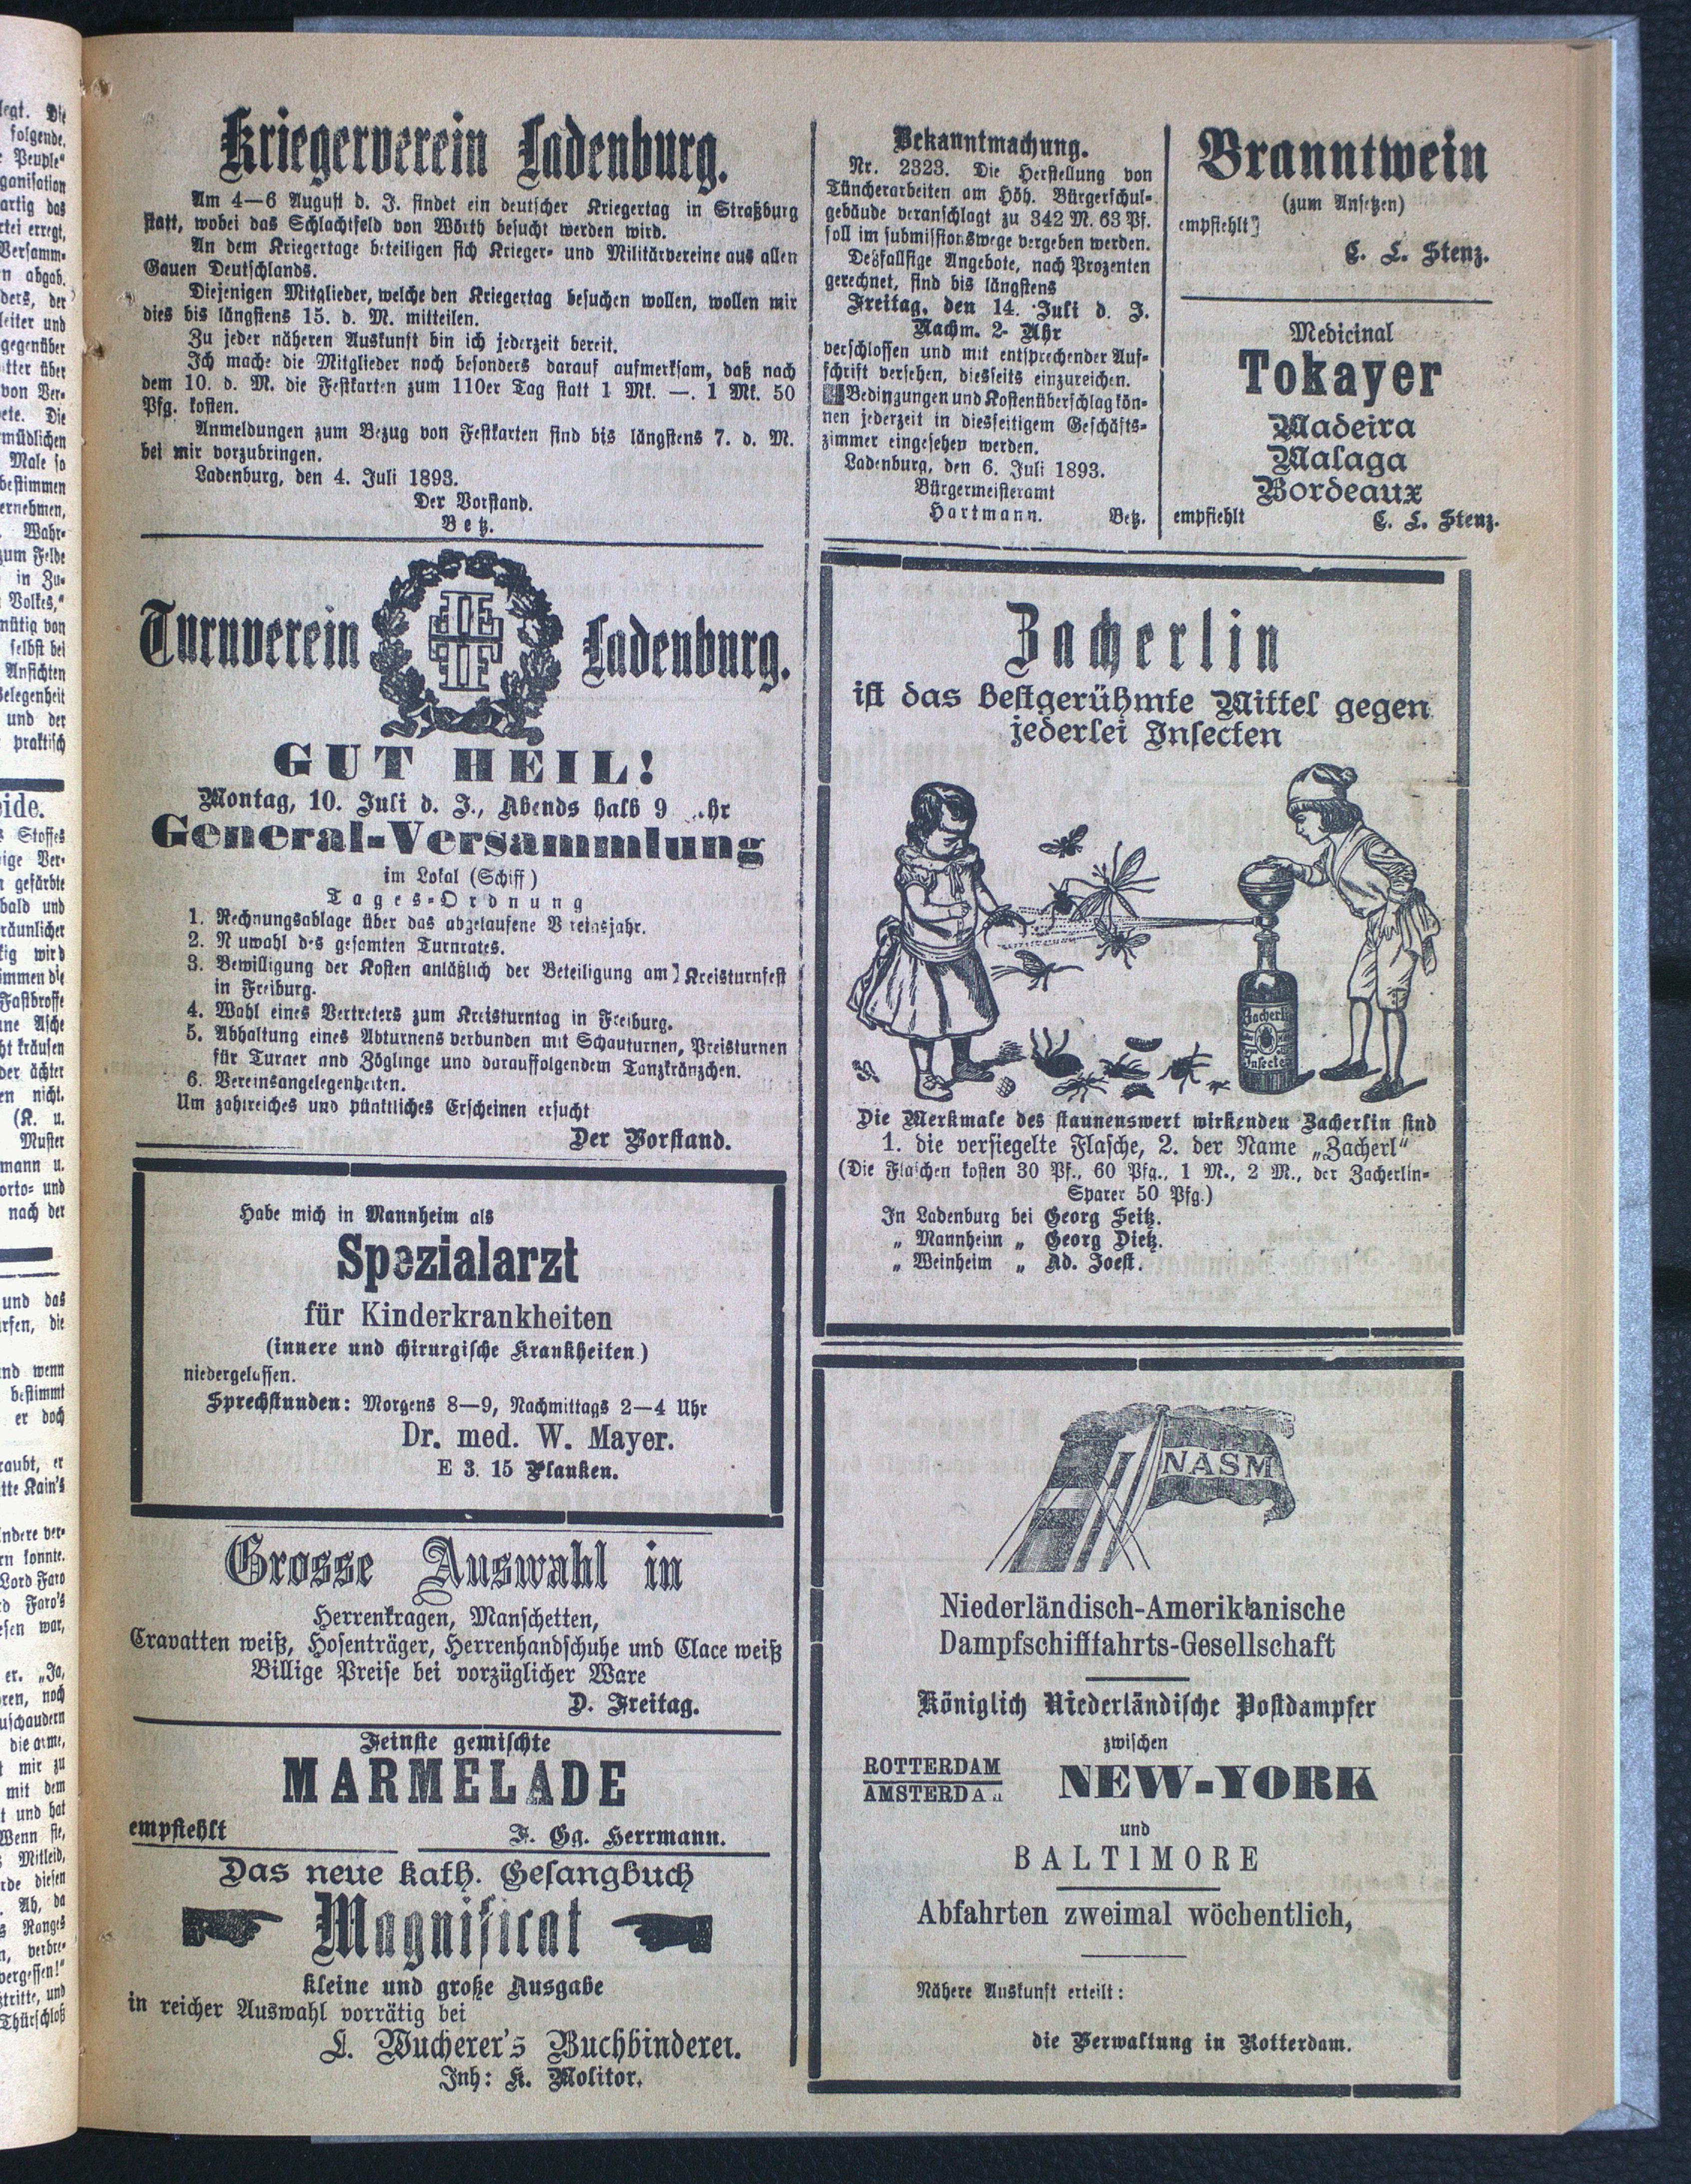 Kriegerverein Ladenburg.
Am 4—6 August d. J. findet ein deutscher Kriegertag in Straßburg
statt, wobei das Schlachtfeld von Wörth besucht werden wird.
An dem Kriegertage beteiligen sich Krieger- und Militärvereine aus allen
Gauen Deutschlands.
Diejenigen Mitglieder, welche den Kriegertag besuchen wollen, wollen mir
dies bis längstens 15. d. M. mitteilen.
Zu jeder näheren Auskunft bin ich jederzeit bereit.
Ich mache die Mitglieder noch besonders darauf aufmerksam, daß nach
dem 10. d. M. die Festkarten zum 110er Tag statt 1 Mk. —. 1 Mk. 50
Pfg. kosten.
Anmeldungen zum Bezug von Festkarten sind bis längstens 7. d. M.
bei mir vorzubringen.
Ladenburg, den 4. Juli 1893.
Der Vorstand.
Betz.
Turnverein Ladenburg.
GUT HEIL!
Montag, 10. Juli d. J., Abends halb 9 .hr
General-Versammlung
im Lokal (Schiff)
Tages-Ordnung
1. Rechnungsablage über das abgelaufene V reinsjahr.
2. N uwahl des gesamten Turnrates.
3. Bewilligung der Kosten anläßlich der Beteiligung am Kreisturnfest
in Freiburg.
4. Wahl eines Vertreters zum Kreisturntag in Freiburg.
5. Abhaltung eines Abturnens verbunden mit Schauturnen, Preisturnen
für Turner and Zöglinge und darauffolgendem Tanzkränzchen.
6. Vereinsangelegenheiten.
Um zahlreiches und pünktliches Erscheinen ersucht
Der Vorstand.
Habe mich in Mannheim als
Spezialarzt
für Kinderkrankheiten
(innere und chirurgische Krankheiten)
niedergelassen.
Sprechstunden: Morgens 8—9, Nachmittags 2—4 Uhr
Dr. med. W. Mayer.
E 3. 15 Planken.
Grosse Auswahl in
Herrenkragen, Manschetten,
Cravatten weiß, Hosenträger, Herrenhandschuhe und Clace weiß
Billige Preise bei vorzüglicher Ware
D. Freitag.
Feinste gemischte
MARMELADE
empfiehlt F. Gg. Herrmann.
Das neue kath. Gesangbuch
Magnificat
kleine und große Ausgabe
in reicher Auswahl vorrätig bei
L. Wucherer's Buchbinderei.
Inh: K. Molitor.
Bekanntmachung.
Nr. 2323. Die Herstellung von
Tüncherarbeiten am Höh. Bürgerschul-
gebäude veranschlagt zu 342 M. 63 Pf.
soll im submissionswege vergeben werden.
Desfallsige Angebote, nach Prozenten
gerechnet, sind bis längstens
Freitag, den 14. Juli d. J.
Nachm. 2 Uhr
verschlossen und mit entsprechender Auf-
schrift versehen, diesseits einzureichen.
Bedingungen und Kostenüberschlag kön-
nen jederzeit in diesseitigem Geschäfts-
zimmer eingesehen werden.
Ladenburg, den 6. Juli 1893.
Bürgermeisteramt
Hartmann. Betz.
Branntwein
(zum Ansetzen)
empfiehlt
C. L. Stenz.
Medicinal
Tokayer
Madeira
Malaga
Bordeaux
empfiehlt C. L. Stenz.
Zacherlin
ist das bestgerühmte Mittel gegen
jederlei Insecten
Zacherlin
Insecten
Die Merkmale des staunenswert wirkenden Zacherlin sind
1. die versiegelte Flasche, 2. der Name „Zacherl"
(Die Flaschen kosten 30 Pf., 60 Pfg., 1 M., 2 M., der Zacherlin-
Sparer 50 Pfg.)
In Ladenburg bei Georg Seitz.
„ Mannheim „ Georg Dietz.
„ Weinheim „ Ad. Joest.
NASM
Niederländisch-Amerikanische
Dampfschifffahrts-Gesellschaft
Königlich Niederländische Postdampfer
zwischen
ROTTERDAM
AMSTERDAM
NEW-YORK
und
BALTIMORE
Abfahrten zweimal wöchentlich,
Nähere Auskunft erteilt:
die Verwaltung in Rotterdam.